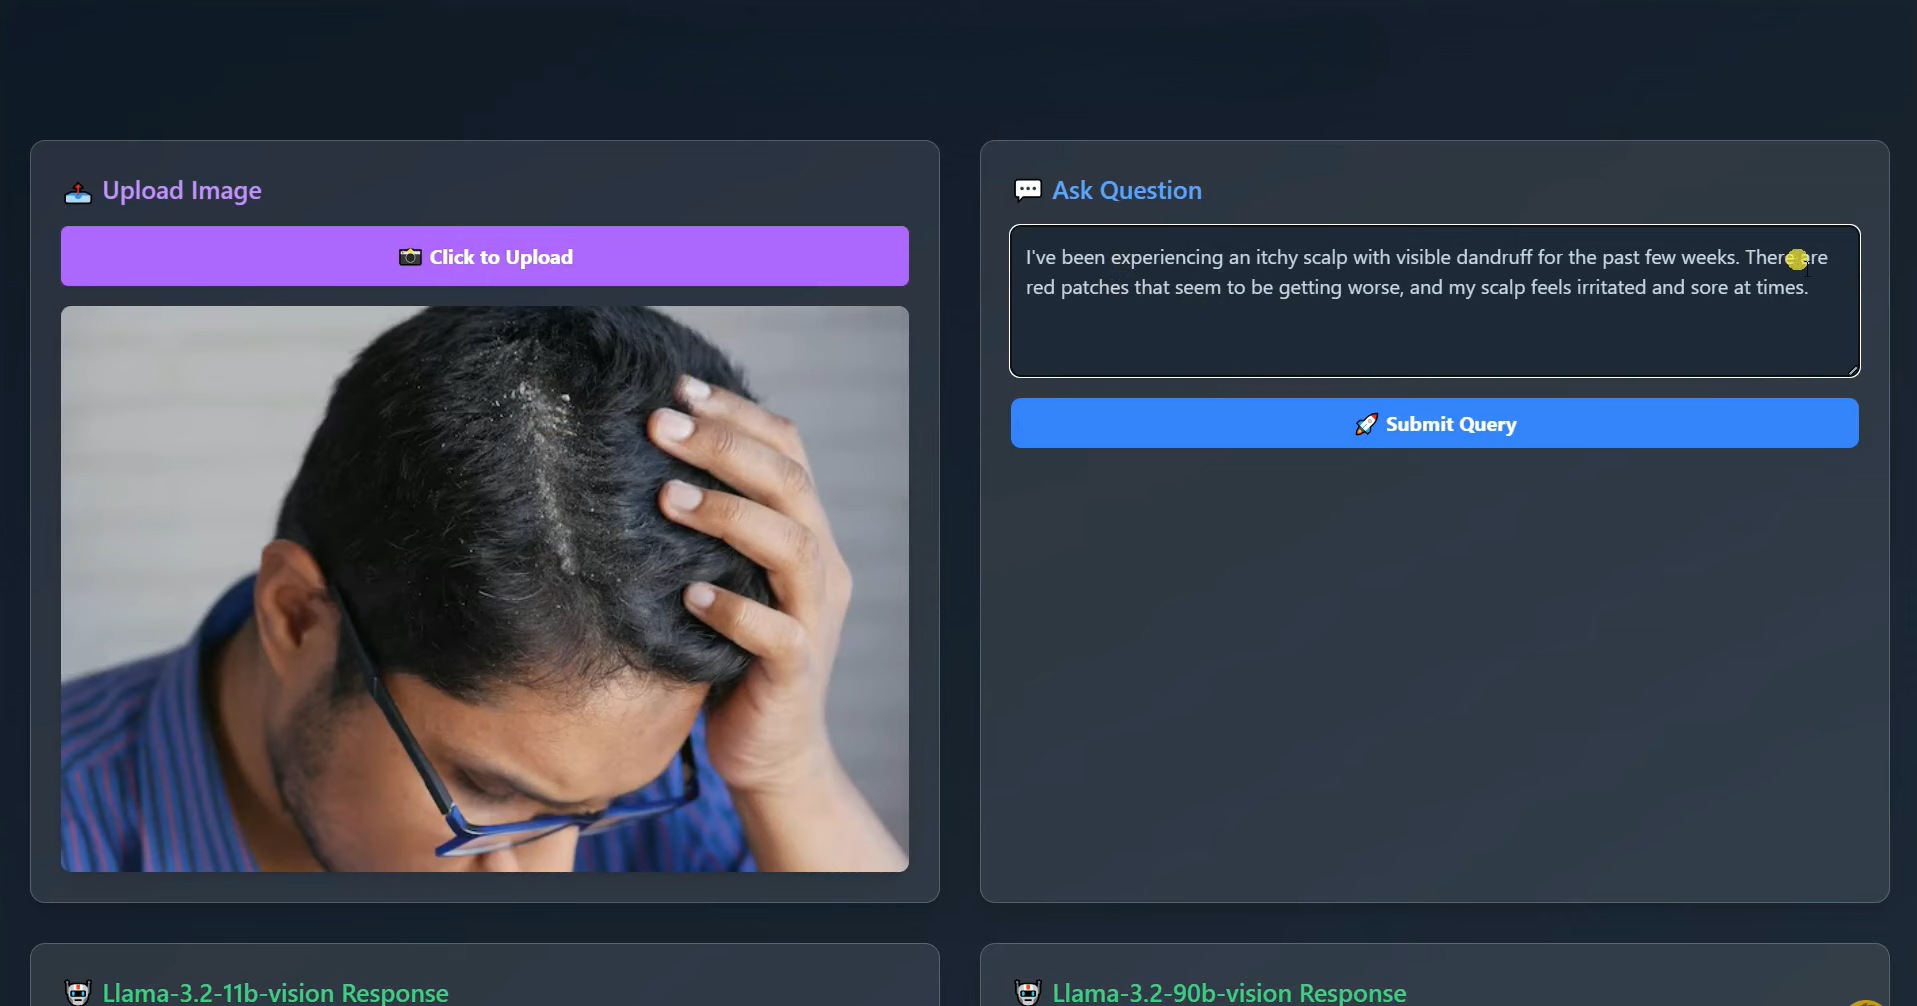 Upload Image
Click to Upload
Ask Question
I've been experiencing an itchy scalp with visible dandruff for the past few weeks. There are
red patches that seem to be getting worse, and my scalp feels irritated and sore at times.
Submit Query
Llama-3.2-11b-vision Response
Llama-3.2-90b-vision Response